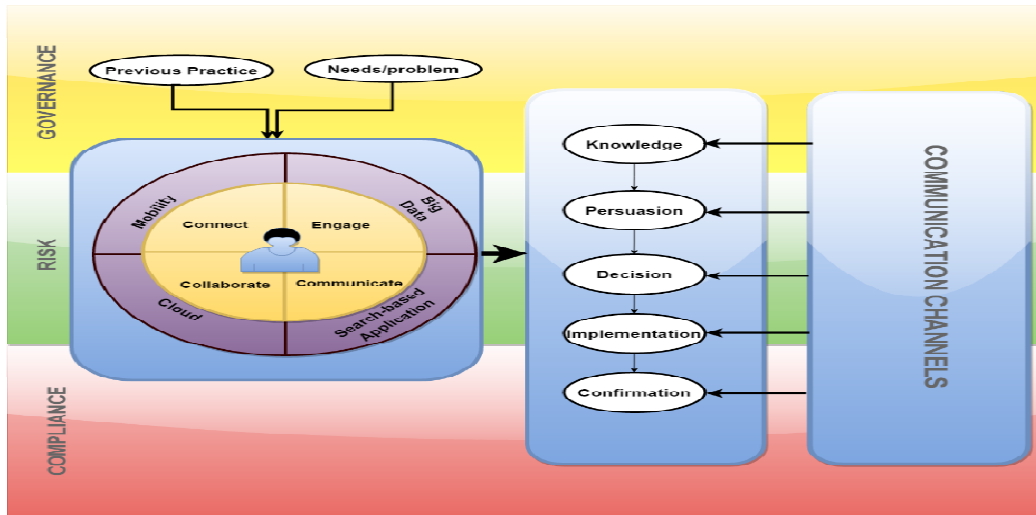 GOVERNANCE
RISK
COMPLIANCE
Previous Practice
Needs/problem
Mobility
Big
Data
Cloud
Search-based
Application
Connect
Engage
Collaborate
Communicate
Knowledge
Persuasion
Decision
Implementation
Confirmation
COMMUNICATION CHANNELS